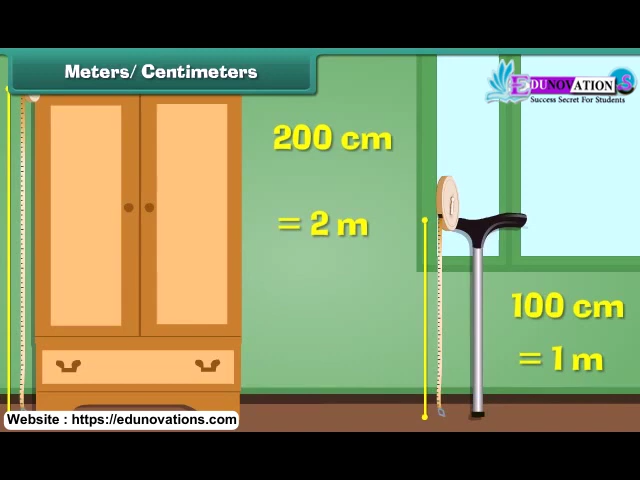 Meters/ Centimeters
EDUNOVATIONS
Success Secret For Students
200 cm
= 2 m
100 cm
= 1 m
Website : https://edunovations.com